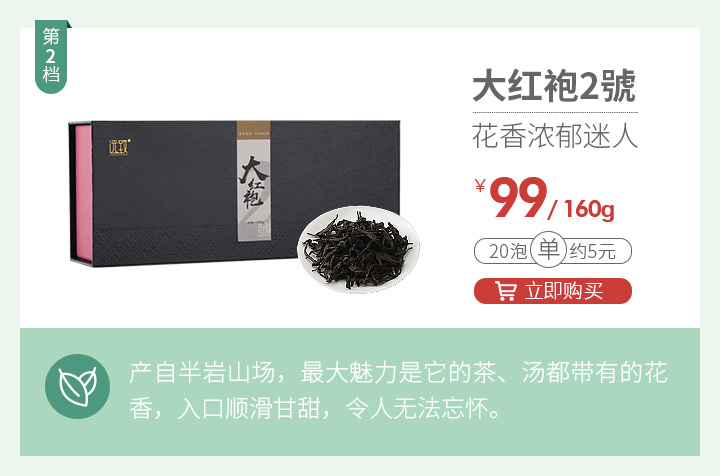 第
2
档
大红袍2號
花香浓郁迷人
¥99/160g
20泡 单 约5元
立即购买
大红袍
产自半岩山场，最大魅力是它的茶、汤都带有的花
香，入口顺滑甘甜，令人无法忘怀。